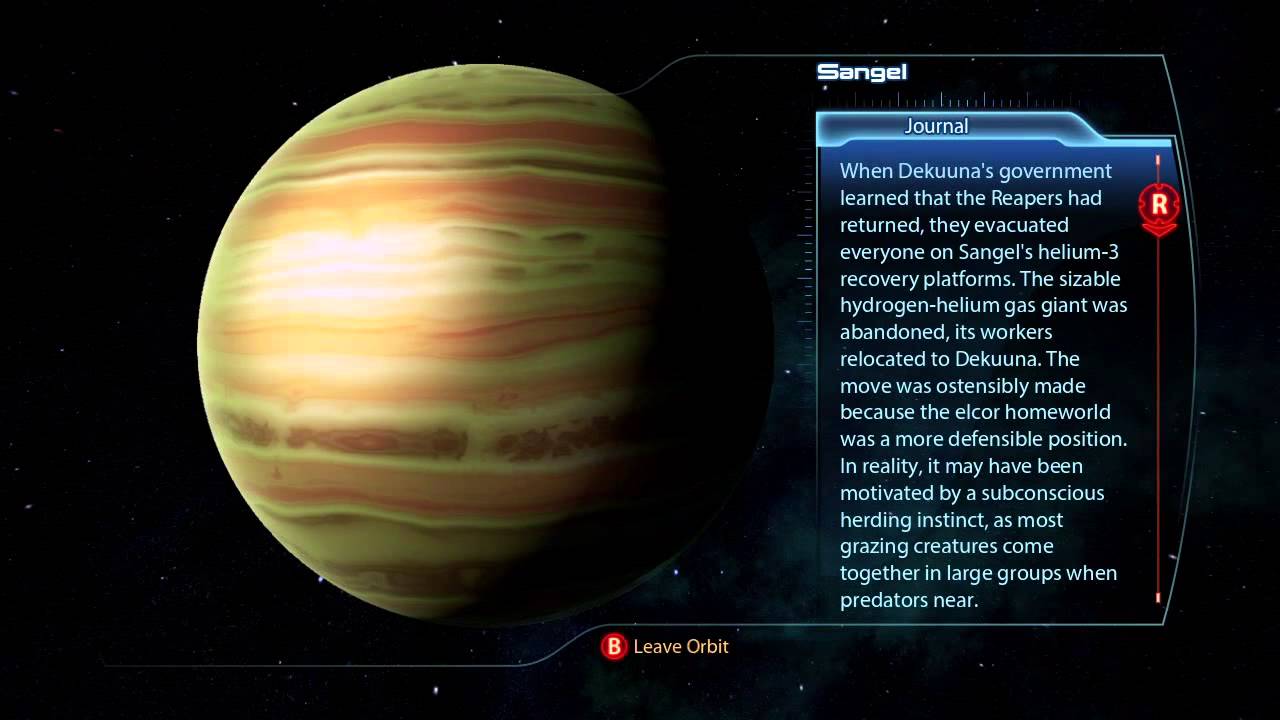 Sangel
Journal
When Dekuuna's government
learned that the Reapers had
returned, they evacuated
everyone on Sangel's helium-3
recovery platforms. The sizable
hydrogen-helium gas giant was
abandoned, its workers
relocated to Dekuuna. The
move was ostensibly made
because the elcor homeworld
was a more defensible position.
In reality, it may have been
motivated by a subconscious
herding instinct, as most
grazing creatures come
together in large groups when
predators near.
R
B Leave Orbit